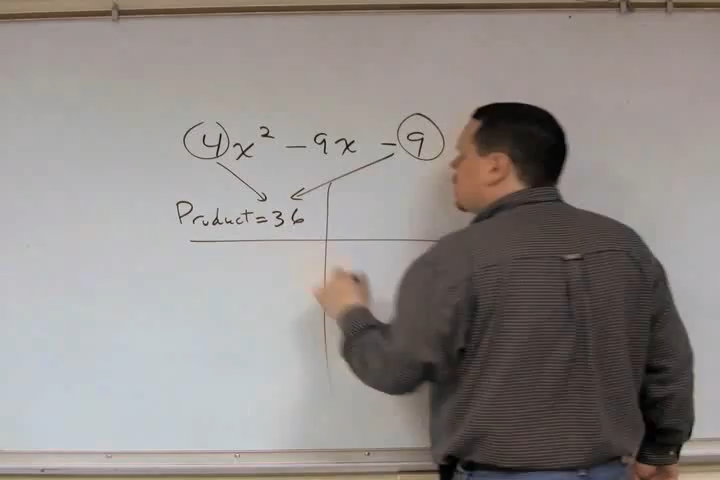 4x² - 9x - 9
Product = 36